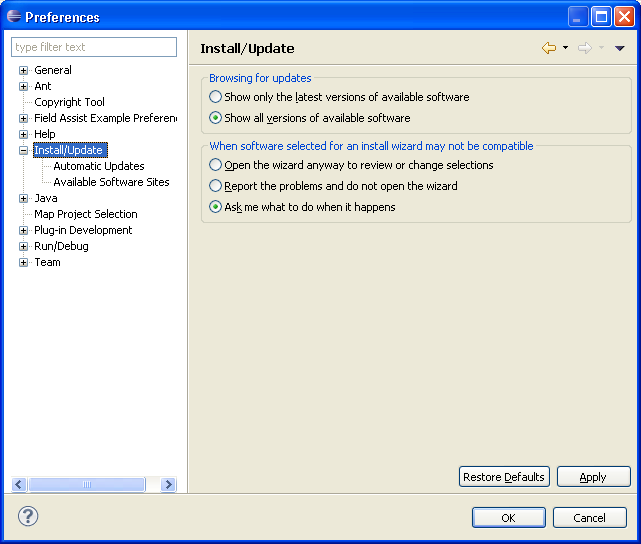 Preferences
type filter text
Install/Update
General
Ant
Copyright Tool
Field Assist Example Preferen
Help
Install/Update
Automatic Updates
Available Software Sites
Java
Map Project Selection
Plug-in Development
Run/Debug
Team
Browsing for updates
Show only the latest versions of available software
Show all versions of available software
When software selected for an install wizard may not be compatible
Open the wizard anyway to review or change selections
Report the problems and do not open the wizard
Ask me what to do when it happens
Restore Defaults Apply
? OK Cancel